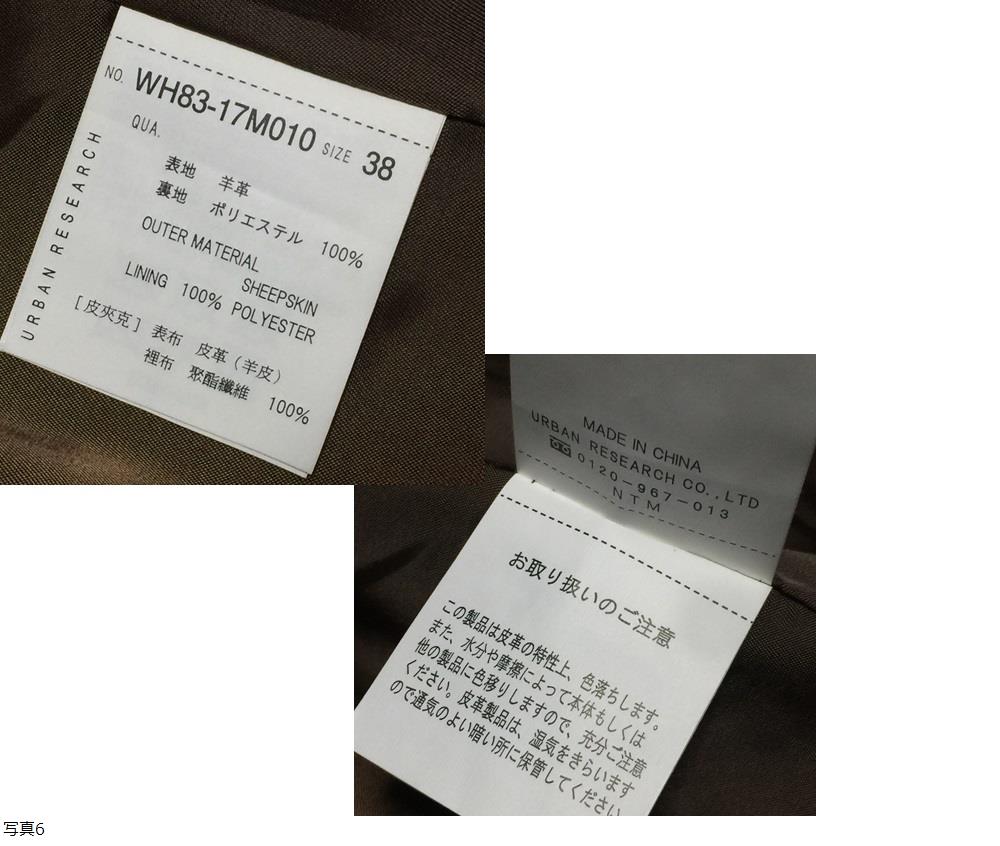 NO. WH83-17M010 SIZE 38
QUA.
表地 羊革
裏地 ポリエステル 100%
OUTER MATERIAL
SHEEPSKIN
LINING 100% POLYESTER
[皮夾克] 表布 皮革(羊皮)
裡布 聚酯纖維 100%
URBAN RESEARCH
MADE IN CHINA
URBAN RESEARCH CO.,LTD
0120-967-013
NTM
お取り扱いのご注意
この製品は皮革の特性上、色落ちします。
また、水分や摩擦によって本体もしくは
他の製品に色移りしますので、充分ご注意
ください。皮革製品は、湿気をきらいます
ので通気のよい暗い所に保管してください。
写真6